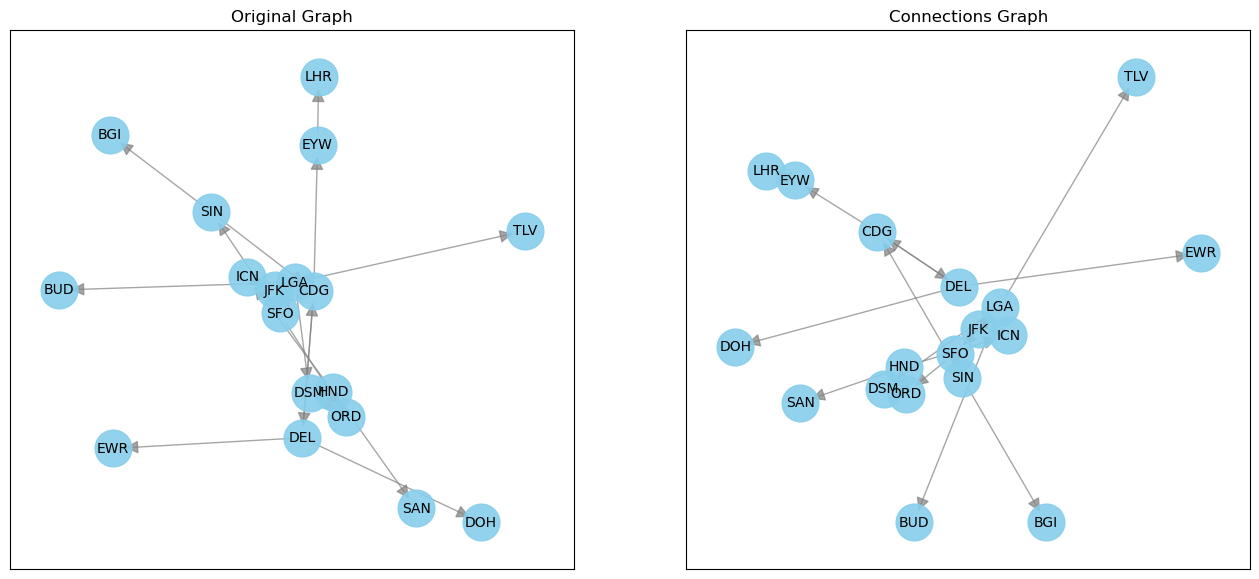 Original Graph
LHR
BGI
EYW
SIN
TLV
ICN
LGA
JFK
CDG
BUD
SFO
DSM
HND
ORD
DEL
EWR
SAN
DOH
Connections Graph
TLV
LHR
EYW
CDG
EWR
DEL
LGA
JFK
ICN
DOH
SFO
HND
SIN
DSM
ORD
SAN
BUD
BGI